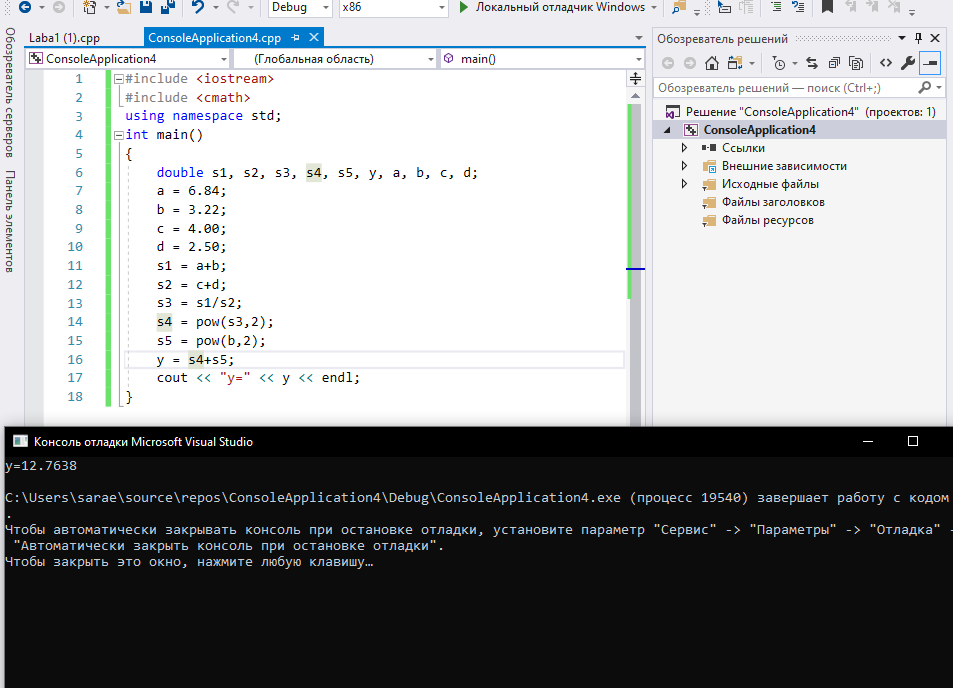 Debug x86 Локальный отладчик Windows
Laba1 (1).cpp ConsoleApplication4.cpp
ConsoleApplication4 (Глобальная область) main()
Обозреватель серверов
Панель элементов
1 #include <iostream>
2 #include <cmath>
3 using namespace std;
4 int main()
5 {
6 double s1, s2, s3, s4, s5, y, a, b, c, d;
7 a = 6.84;
8 b = 3.22;
9 c = 4.00;
10 d = 2.50;
11 s1 = a+b;
12 s2 = c+d;
13 s3 = s1/s2;
14 s4 = pow(s3,2);
15 s5 = pow(b,2);
16 y = s4+s5;
17 cout << "y=" << y << endl;
18 }
Обозреватель решений
Обозреватель решений — поиск (Ctrl+;)
Решение "ConsoleApplication4" (проектов: 1)
ConsoleApplication4
Ссылки
Внешние зависимости
Исходные файлы
Файлы заголовков
Файлы ресурсов
Консоль отладки Microsoft Visual Studio
y=12.7638
C:\Users\sarae\source\repos\ConsoleApplication4\Debug\ConsoleApplication4.exe (процесс 19540) завершает работу с кодом
.
Чтобы автоматически закрывать консоль при остановке отладки, установите параметр "Сервис" -> "Параметры" -> "Отладка" -
"Автоматически закрыть консоль при остановке отладки".
Чтобы закрыть это окно, нажмите любую клавишу…